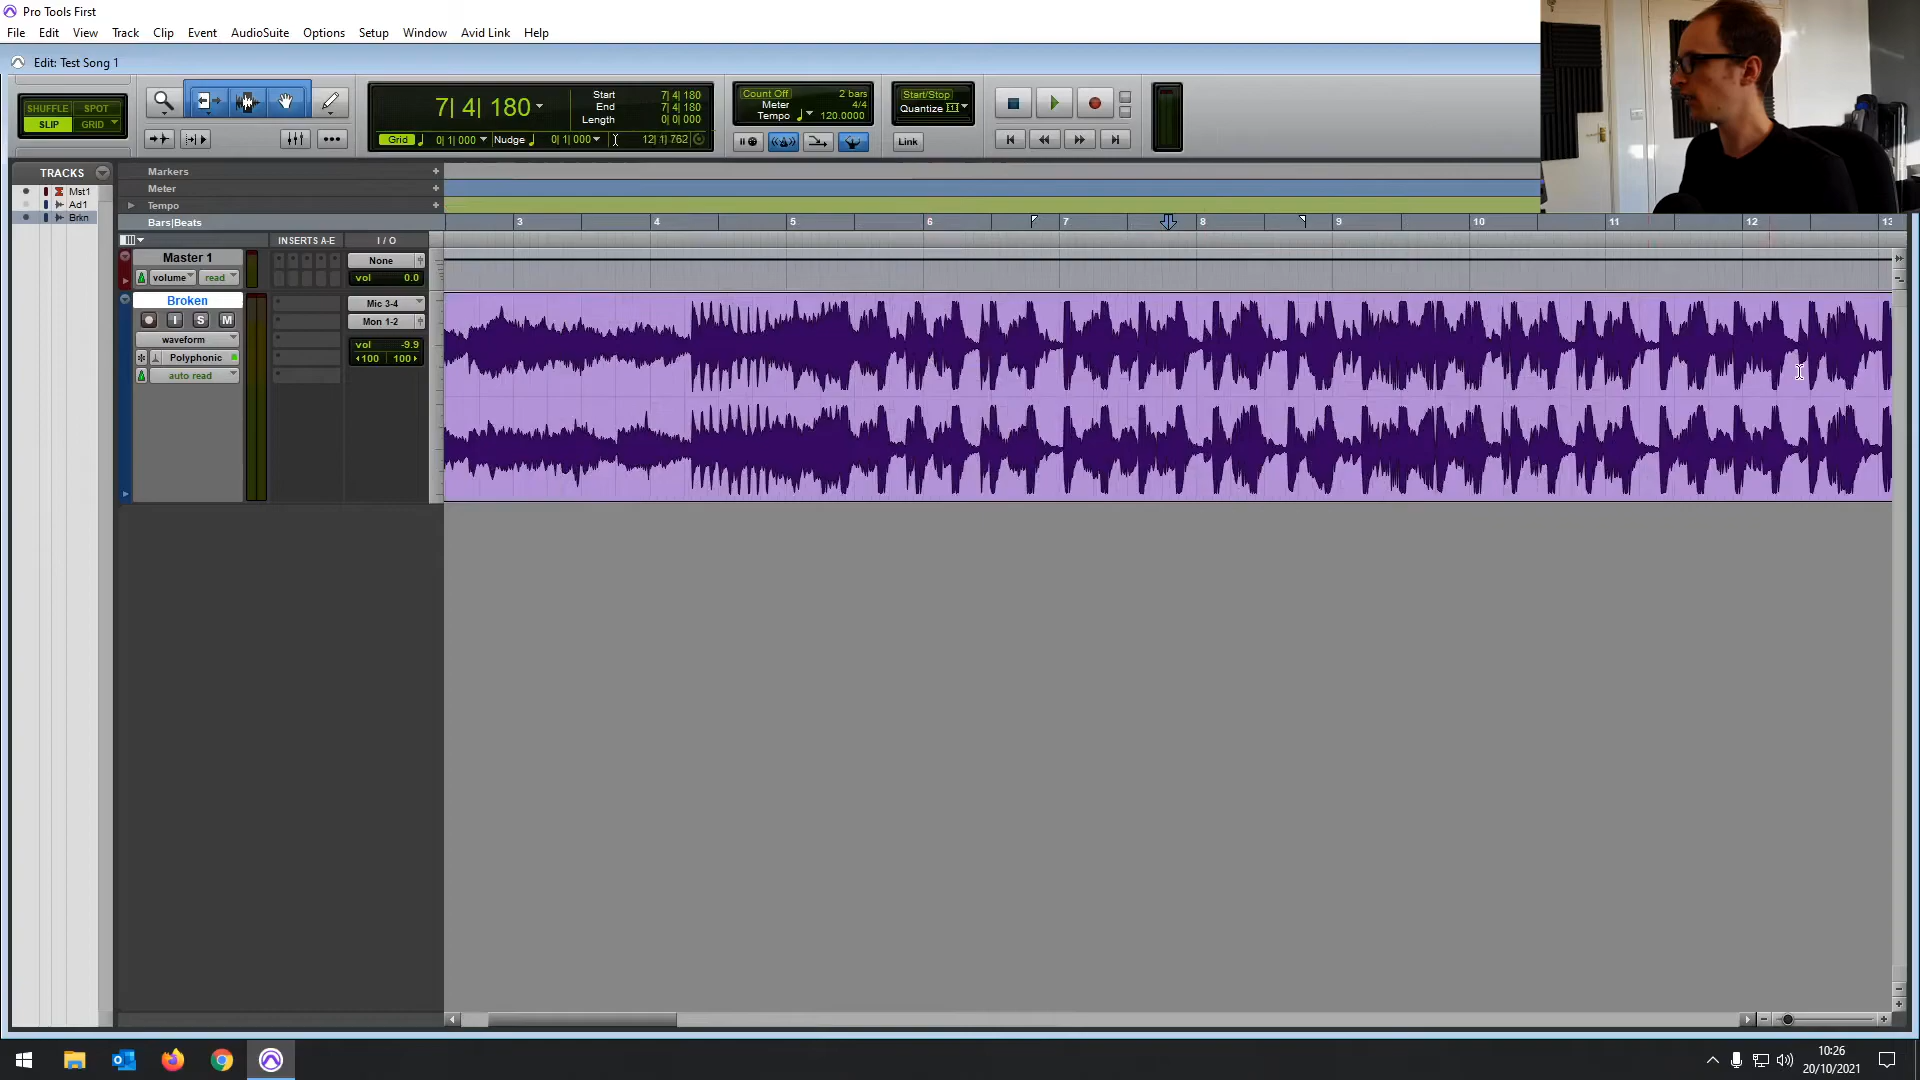 Pro Tools First
File Edit View Track Clip Event AudioSuite Options Setup Window Avid Link Help
Edit: Test Song 1
SHUFFLE SPOT
SLIP GRID
7| 4| 180
Start 7| 4| 180
End 7| 4| 180
Length 0| 0| 000
Grid 0| 1| 000 Nudge 0| 1| 000 12| 1| 762
Count Off 2 bars
Meter 4/4
Tempo 120.0000
Start/Stop
Quantize
Link
TRACKS
Mst1
Ad1
Brkn
Markers
Meter
Tempo
Bars|Beats 3 4 5 6 7 8 9 10 11 12 13
INSERTS A-E I / O
Master 1 None
volume read vol 0.0
Broken Mic 3-4
I S M Mon 1-2
waveform vol -9.9
Polyphonic 100 100
auto read
10:26
20/10/2021